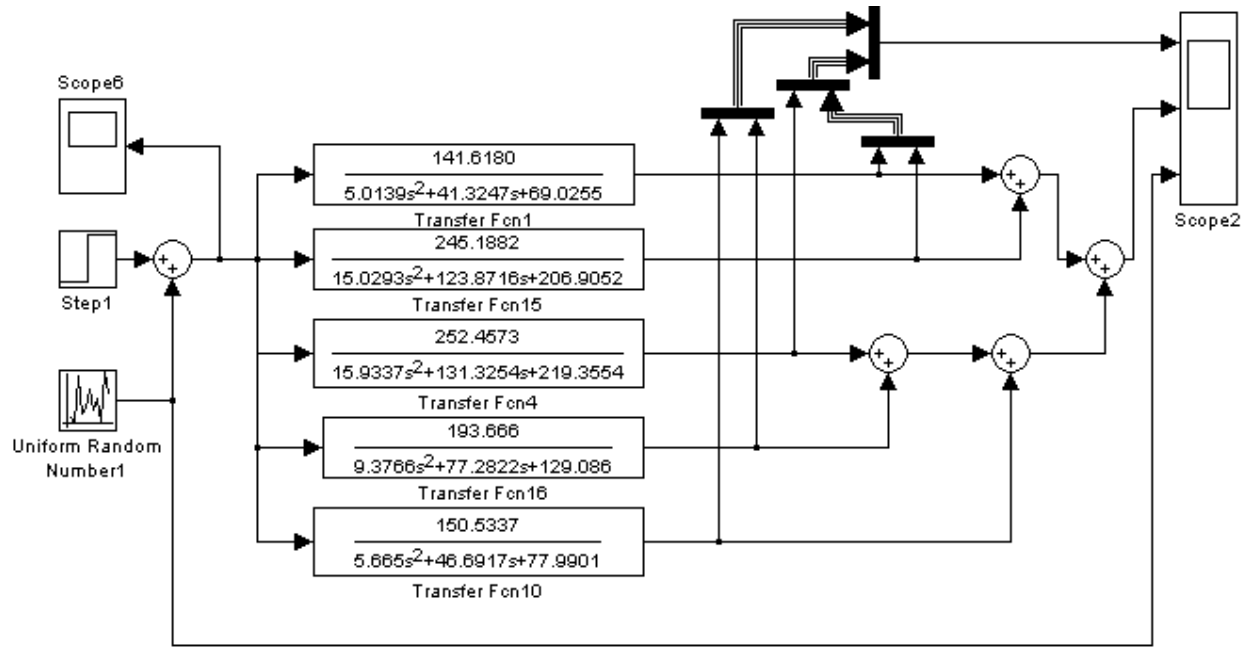 Scope6
Scope2
141.6180
5.0139s2+41.3247s+69.0255
Transfer Fcn1
245.1882
15.0293s2+123.8716s+206.9052
Transfer Fcn15
Step1
252.4573
15.9337s2+131.3254s+219.3554
Transfer Fcn4
Uniform Random
Number1
193.666
9.3766s2+77.2822s+129.086
Transfer Fcn16
150.5337
5.665s2+46.6917s+77.9901
Transfer Fcn10
+
+
+
+
+
+
+
+
+
+